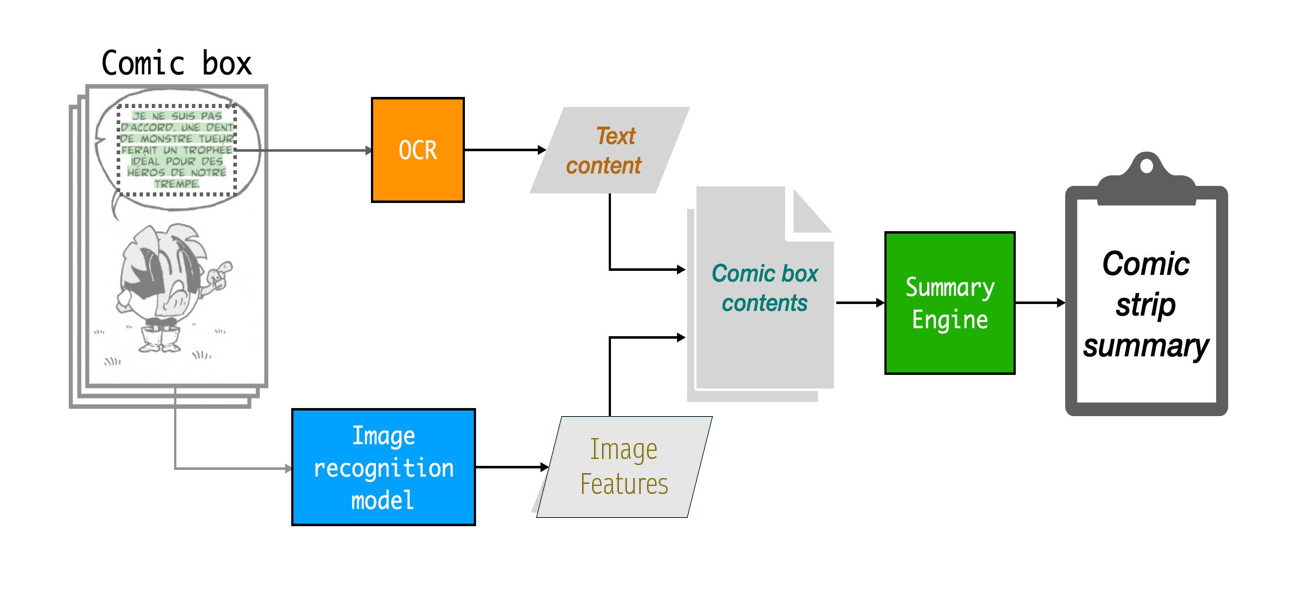 Comic box
JE NE SUIS PAS
D'ACCORD. UNE DENT
DE MONSTRE TUEUR
FERAIT UN TROPHÉE
IDÉAL POUR DES
HÉROS DE NOTRE
TREMPE.
OCR
Text
content
Comic box
contents
Summary
Engine
Comic
strip
summary
Image
recognition
model
Image
Features